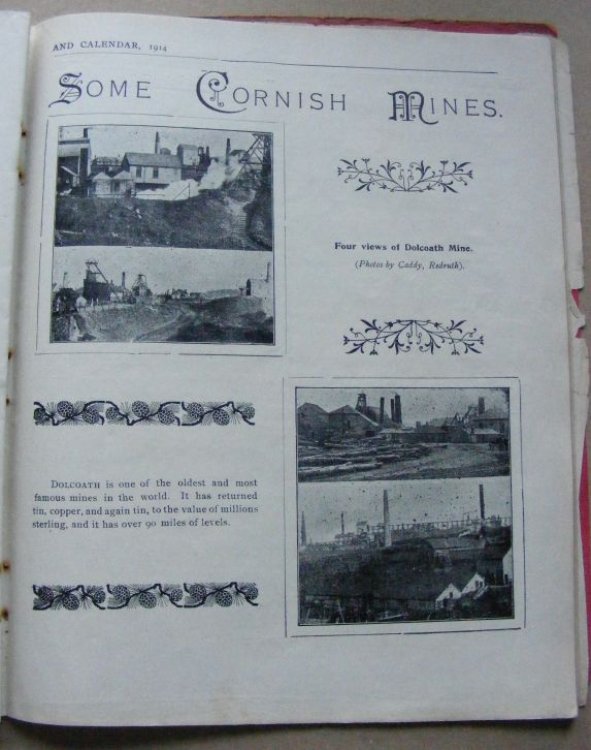 AND CALENDAR, 1914
SOME CORNISH MINES.
Four views of Dolcoath Mine.
(Photos by Caddy, Redruth).
DOLCOATH is one of the oldest and most
famous mines in the world. It has returned
tin, copper, and again tin, to the value of millions
sterling, and it has over 90 miles of levels.